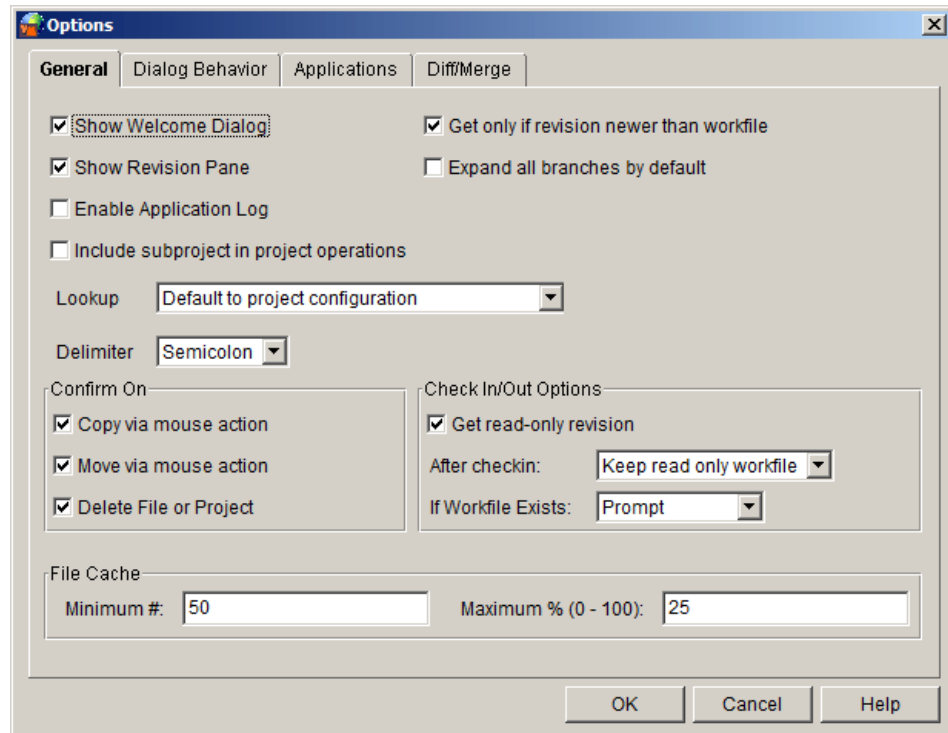 Options
General Dialog Behavior Applications Diff/Merge
Show Welcome Dialog Get only if revision newer than workfile
Show Revision Pane Expand all branches by default
Enable Application Log
Include subproject in project operations
Lookup Default to project configuration
Delimiter Semicolon
Confirm On Check In/Out Options
Copy via mouse action Get read-only revision
Move via mouse action After checkin: Keep read only workfile
Delete File or Project If Workfile Exists: Prompt
File Cache
Minimum #: 50 Maximum % (0 - 100): 25
OK Cancel Help